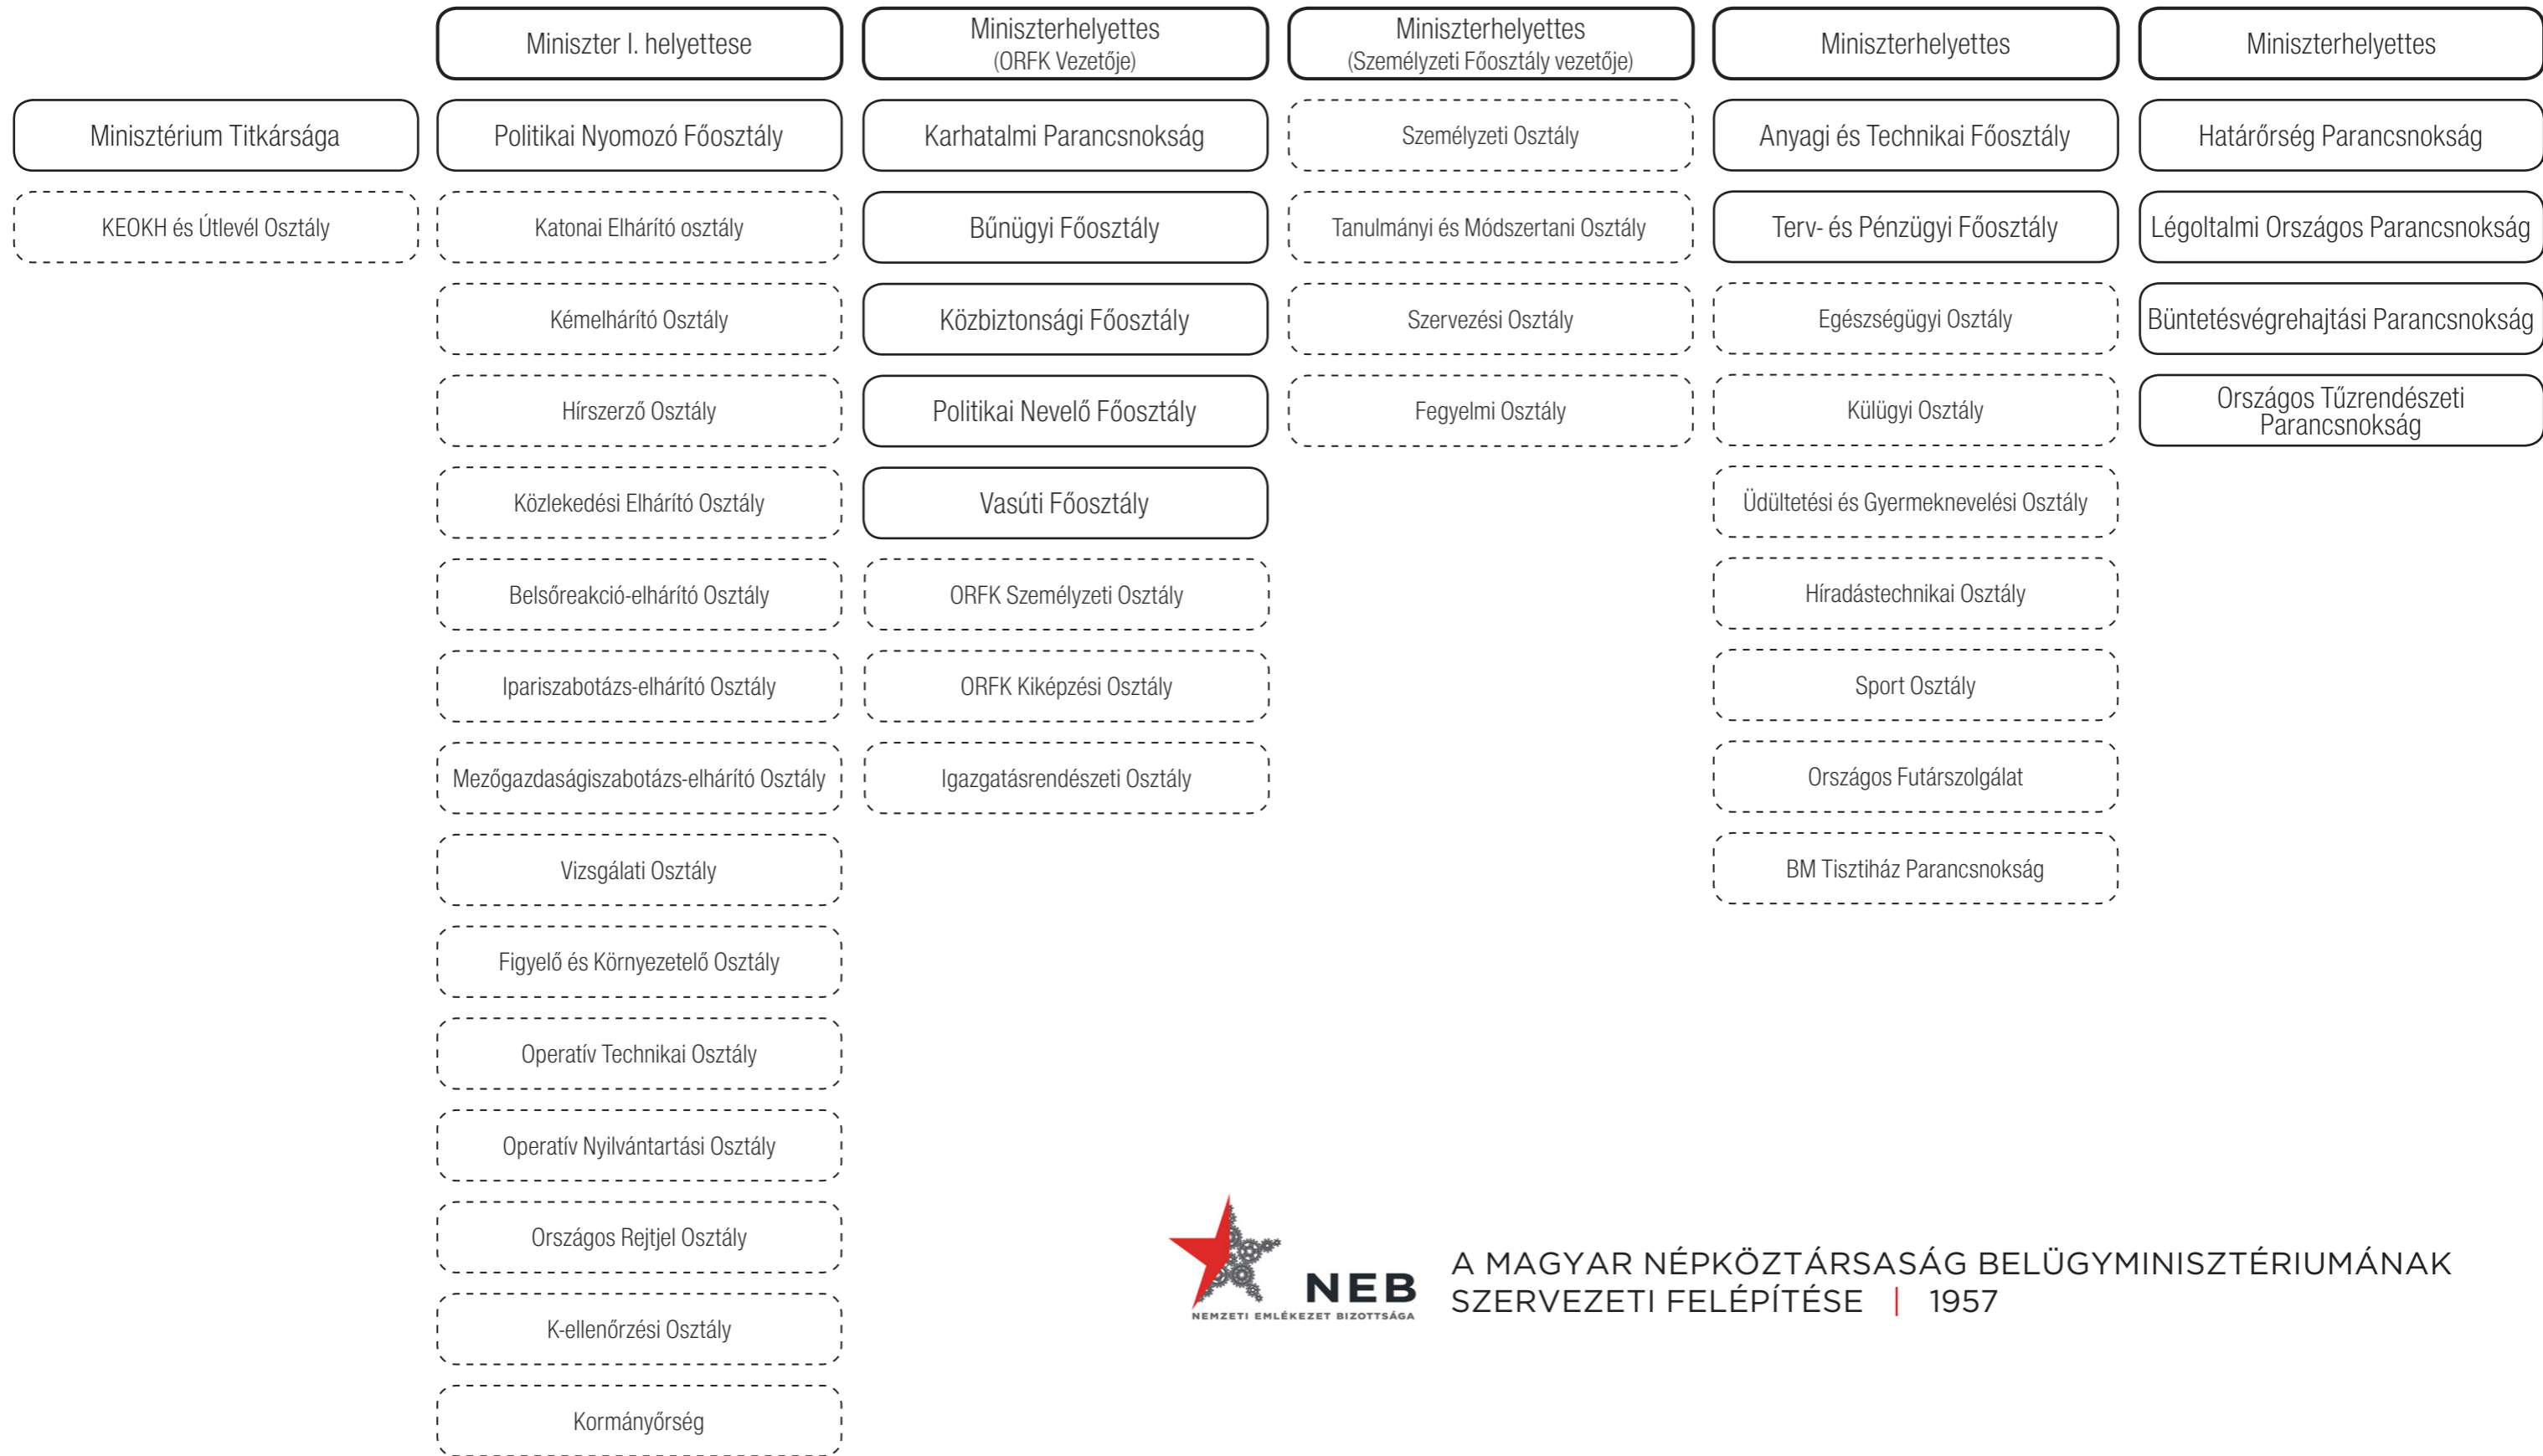 Miniszter I. helyettese
Miniszterhelyettes
(ORFK Vezetője)
Miniszterhelyettes
(Személyzeti Főosztály vezetője)
Miniszterhelyettes
Miniszterhelyettes
Minisztérium Titkársága
KEOKH és Útlevél Osztály
Politikai Nyomozó Főosztály
Katonai Elhárító osztály
Kémelhárító Osztály
Hírszerző Osztály
Közlekedési Elhárító Osztály
Belsőreakció-elhárító Osztály
Ipariszabotázs-elhárító Osztály
Mezőgazdaságiszabotázs-elhárító Osztály
Vizsgálati Osztály
Figyelő és Környezetelő Osztály
Operatív Technikai Osztály
Operatív Nyilvántartási Osztály
Országos Rejtjel Osztály
K-ellenőrzési Osztály
Kormányőrség
Karhatalmi Parancsnokság
Bűnügyi Főosztály
Közbiztonsági Főosztály
Politikai Nevelő Főosztály
Vasúti Főosztály
ORFK Személyzeti Osztály
ORFK Kiképzési Osztály
Igazgatásrendészeti Osztály
Személyzeti Osztály
Tanulmányi és Módszertani Osztály
Szervezési Osztály
Fegyelmi Osztály
Anyagi és Technikai Főosztály
Terv- és Pénzügyi Főosztály
Egészségügyi Osztály
Külügyi Osztály
Üdültetési és Gyermeknevelési Osztály
Híradástechnikai Osztály
Sport Osztály
Országos Futárszolgálat
BM Tisztiház Parancsnokság
Határőrség Parancsnokság
Légoltalmi Országos Parancsnokság
Büntetésvégrehajtási Parancsnokság
Országos Tűzrendészeti
Parancsnokság
NEB
NEMZETI EMLÉKEZET BIZOTTSÁGA
A MAGYAR NÉPKÖZTÁRSASÁG BELÜGYMINISZTÉRIUMÁNAK
SZERVEZETI FELÉPÍTÉSE | 1957